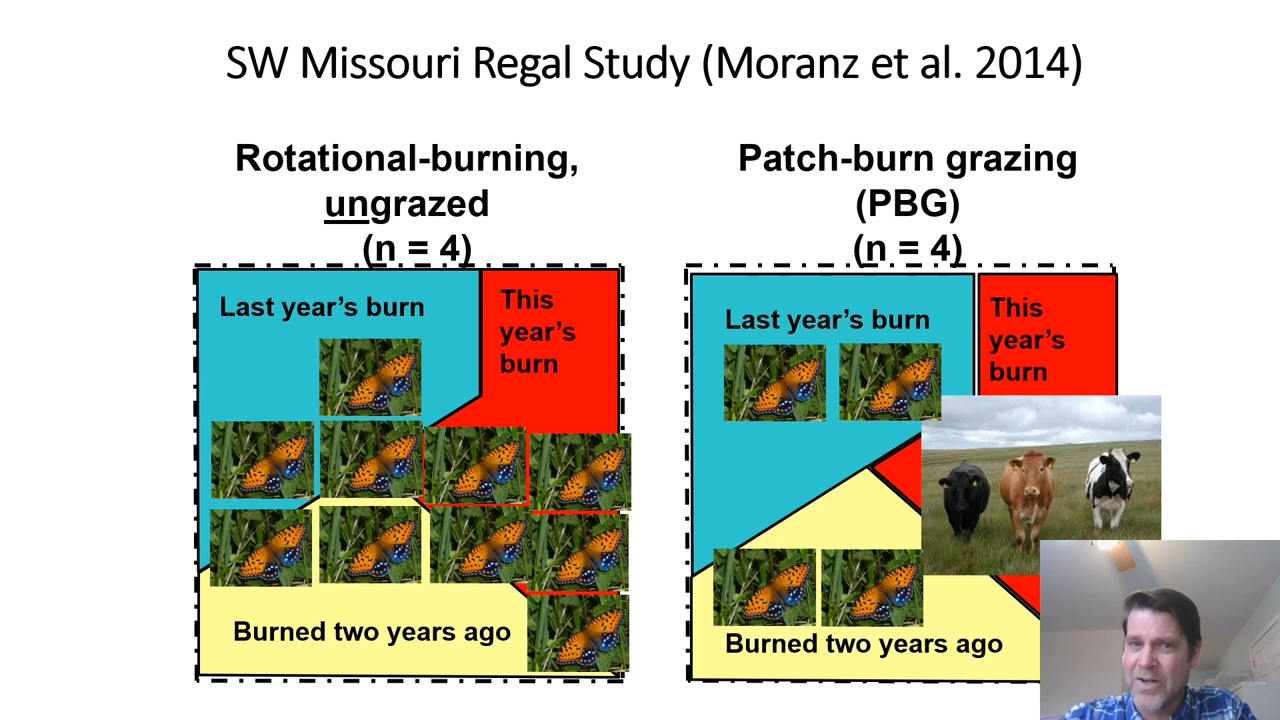 SW Missouri Regal Study (Moranz et al. 2014)
Rotational-burning,
ungrazed
(n = 4)
Last year’s burn
This
year’s
burn
Burned two years ago
Patch-burn grazing
(PBG)
(n = 4)
Last year’s burn
This
year’s
burn
Burned two years ago